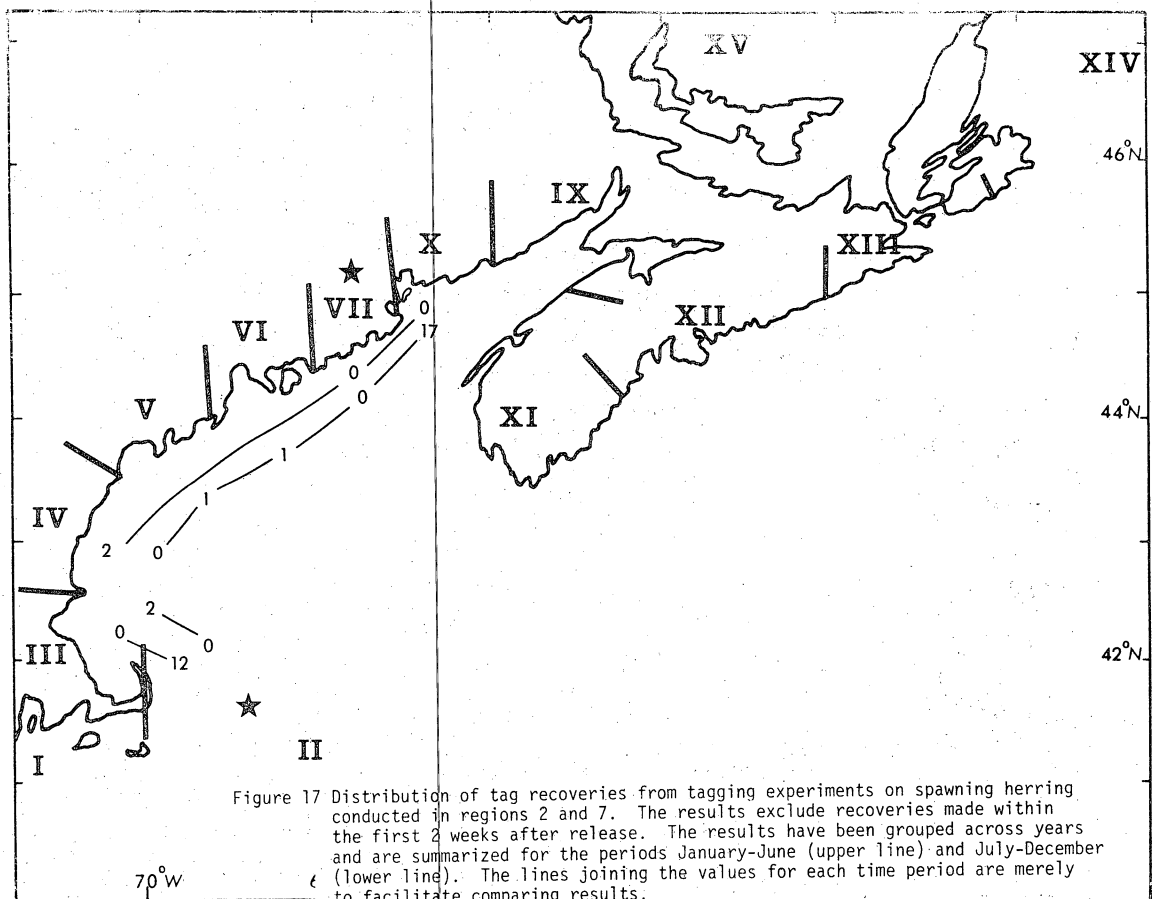 XV
XIV
46°N
IX
X
XIII
VII
0
XII
VI
17
0
0
V
44°N
XI
1
1
IV
2
0
2
0
0
III
12
42°N
II
I
Figure 17 Distribution of tag recoveries from tagging experiments on spawning herring
conducted in regions 2 and 7. The results exclude recoveries made within
the first 2 weeks after release. The results have been grouped across years
and are summarized for the periods January-June (upper line) and July-December
(lower line). The lines joining the values for each time period are merely
to facilitate comparing results.
70°W